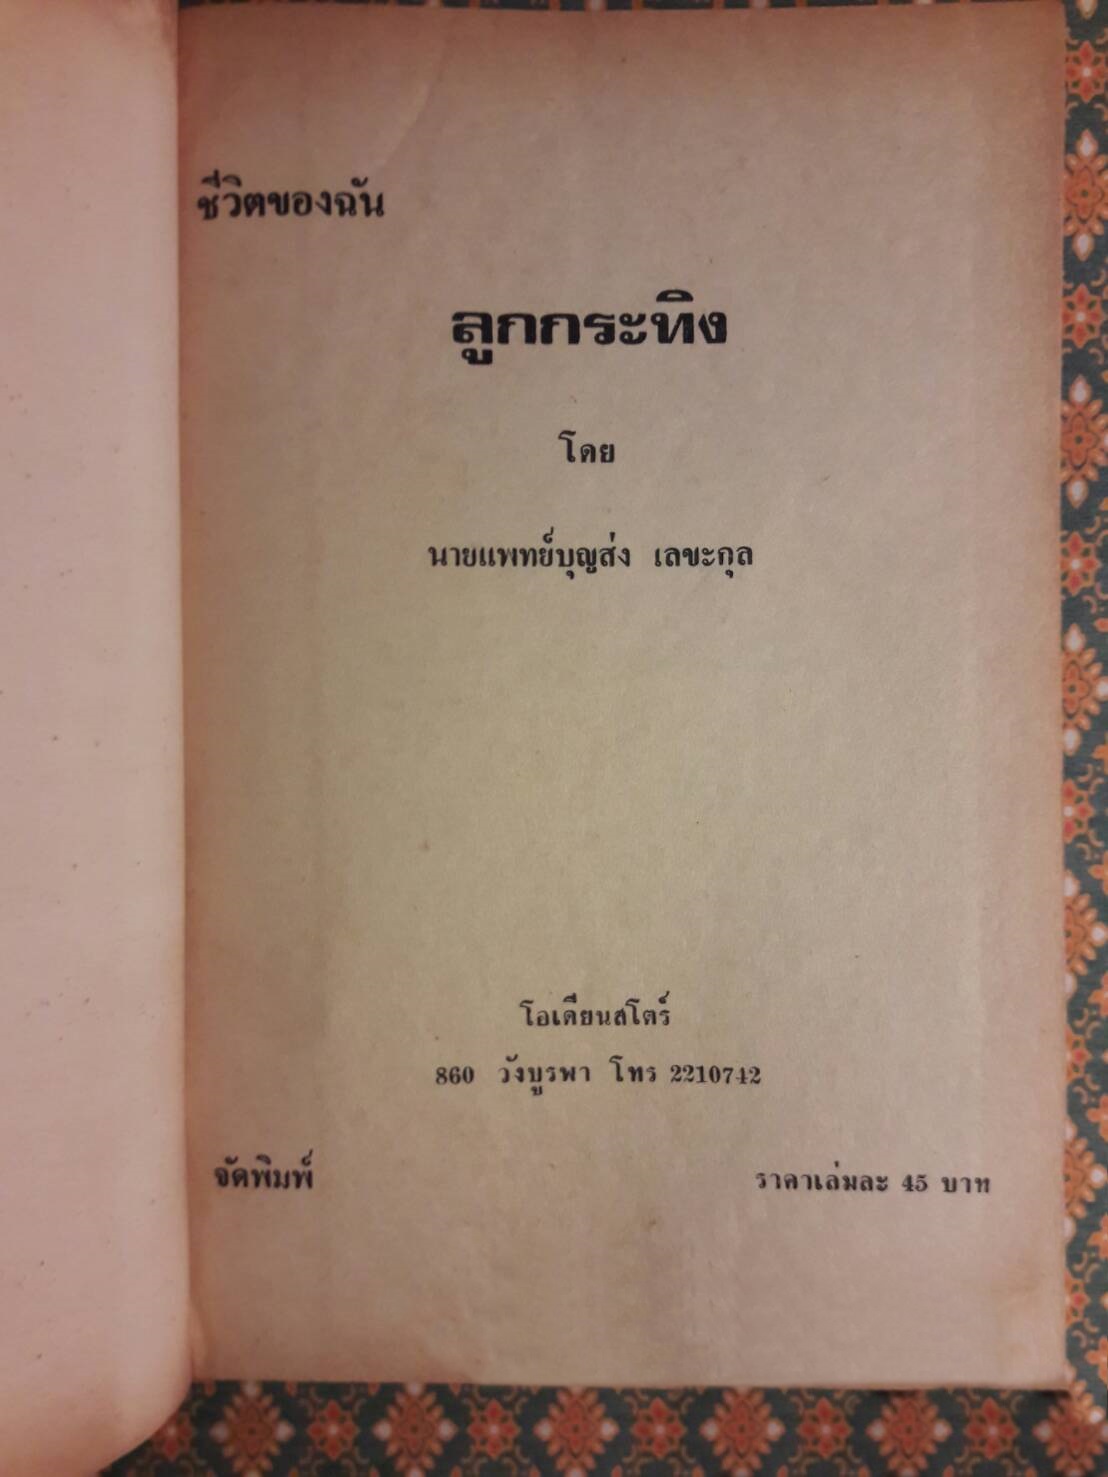 ชีวิตของฉัน
ลูกกระทิง
โดย
นายแพทย์บุญส่ง เลขะกุล
โอเดียนสโตร์
860 วังบูรพา โทร 2210742
จัดพิมพ์ ราคาเล่มละ 45 บาท